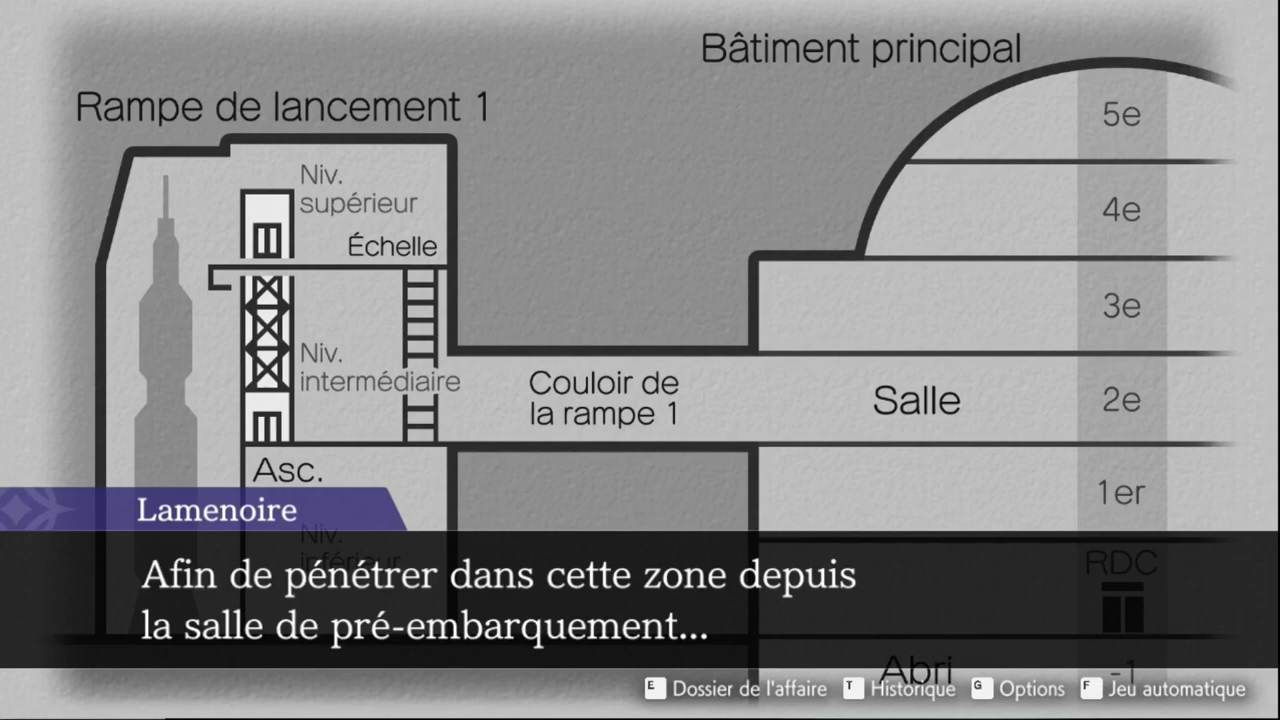 Bâtiment principal
Rampe de lancement 1
5e
Niv.
supérieur
4e
Échelle
3e
Niv.
intermédiaire
Couloir de
la rampe 1
Salle
2e
Asc.
1er
Lamenoire
Niv.
inférieur
RDC
Afin de pénétrer dans cette zone depuis
la salle de pré-embarquement...
Abri
-1
E Dossier de l'affaire T Historique G Options F Jeu automatique